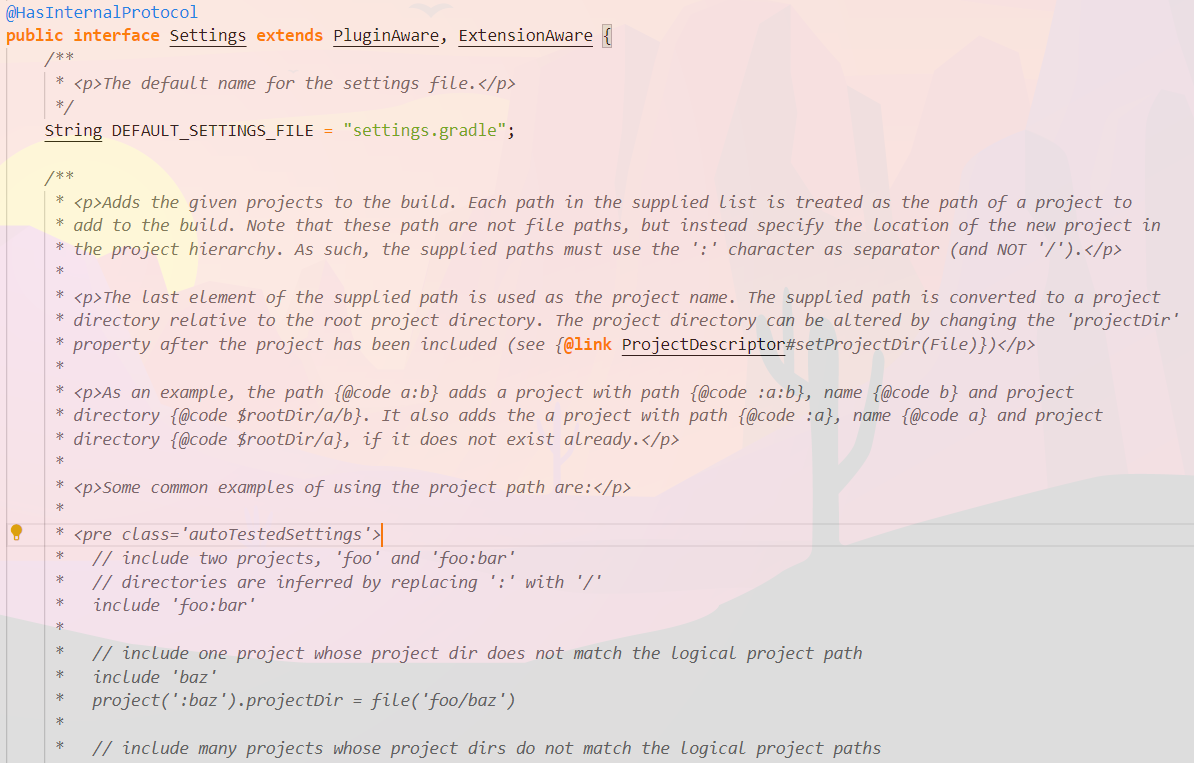 @HasInternalProtocol
public interface Settings extends PluginAware, ExtensionAware {
/**
* <p>The default name for the settings file.</p>
*/
String DEFAULT_SETTINGS_FILE = "settings.gradle";
/**
* <p>Adds the given projects to the build. Each path in the supplied list is treated as the path of a project to
* add to the build. Note that these path are not file paths, but instead specify the location of the new project in
* the project hierarchy. As such, the supplied paths must use the ':' character as separator (and NOT '/').</p>
*
* <p>The last element of the supplied path is used as the project name. The supplied path is converted to a project
* directory relative to the root project directory. The project directory can be altered by changing the 'projectDir'
* property after the project has been included (see {@link ProjectDescriptor#setProjectDir(File)})</p>
*
* <p>As an example, the path {@code a:b} adds a project with path {@code :a:b}, name {@code b} and project
* directory {@code $rootDir/a/b}. It also adds the a project with path {@code :a}, name {@code a} and project
* directory {@code $rootDir/a}, if it does not exist already.</p>
*
* <p>Some common examples of using the project path are:</p>
*
* <pre class='autoTestedSettings'>
*   // include two projects, 'foo' and 'foo:bar'
*   // directories are inferred by replacing ':' with '/'
*   include 'foo:bar'
*
*   // include one project whose project dir does not match the logical project path
*   include 'baz'
*   project(':baz').projectDir = file('foo/baz')
*
*   // include many projects whose project dirs do not match the logical project paths